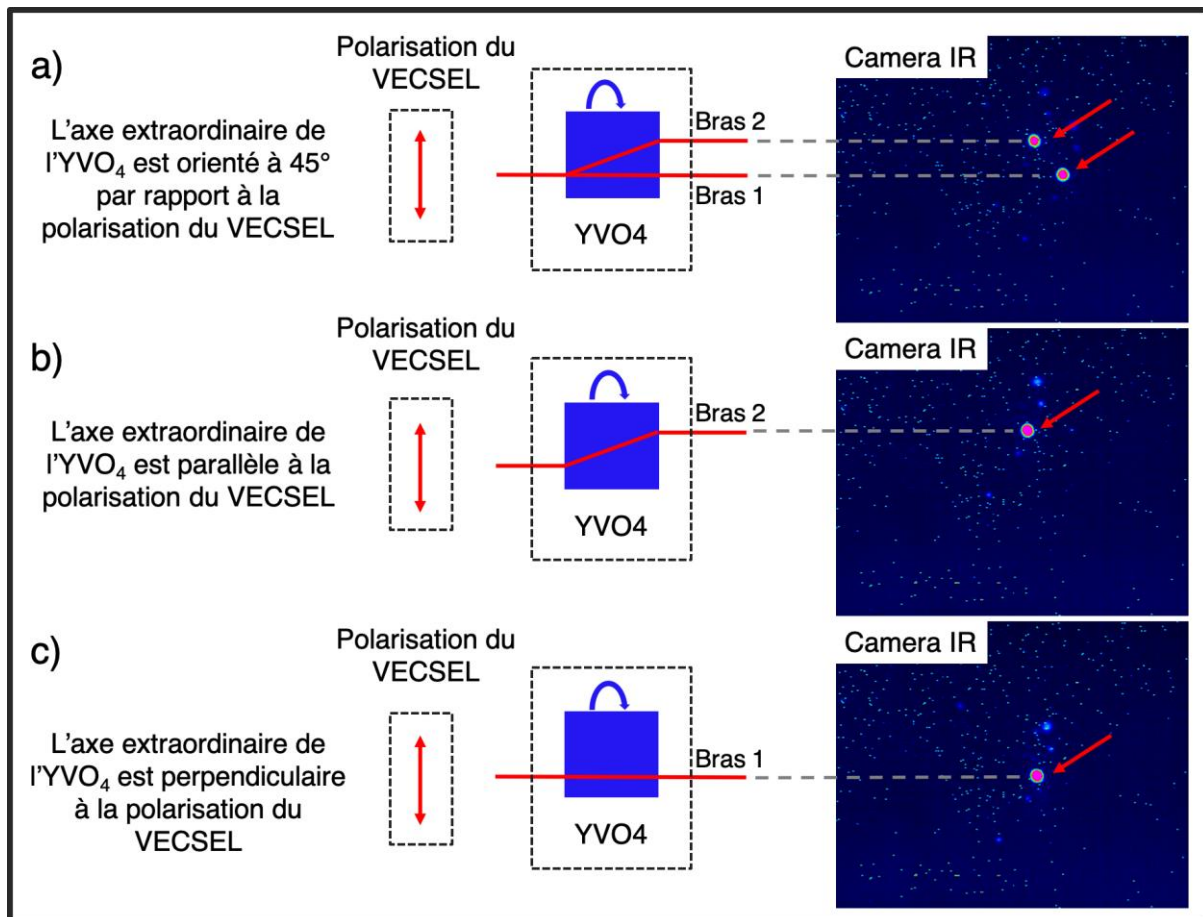 a)
L'axe extraordinaire de
l'YVO₄ est orienté à 45°
par rapport à la
polarisation du VECSEL
Polarisation du
VECSEL
Bras 2
Bras 1
YVO4
Camera IR
b)
L'axe extraordinaire de
l'YVO₄ est parallèle à la
polarisation du VECSEL
Polarisation du
VECSEL
Bras 2
YVO4
Camera IR
c)
L'axe extraordinaire de
l'YVO₄ est perpendiculaire
à la polarisation du
VECSEL
Polarisation du
VECSEL
Bras 1
YVO4
Camera IR